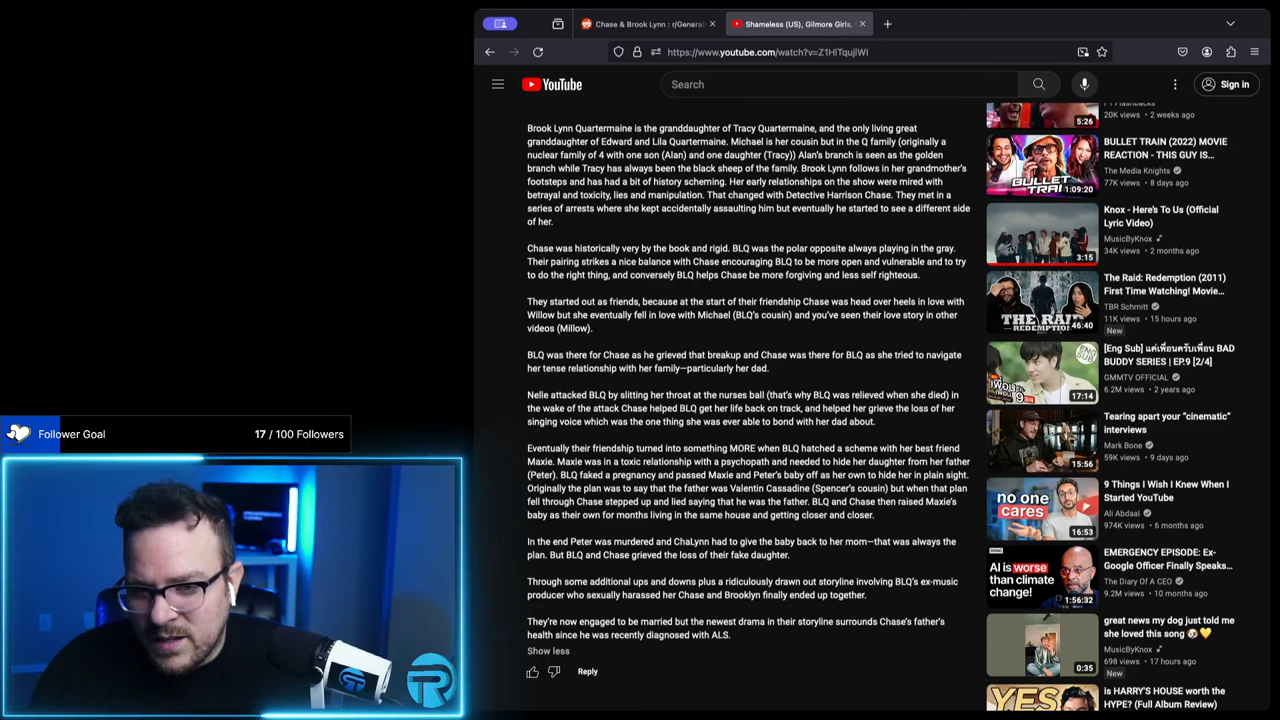 Chase & Brook Lynn : r/General
Shameless (US), Gilmore Girls,
https://www.youtube.com/watch?v=Z1HlTqujiWI
YouTube
Search
Sign in
Brook Lynn Quartermaine is the granddaughter of Tracy Quartermaine, and the only living great
granddaughter of Edward and Lila Quartermaine. Michael is her cousin but in the Q family (originally a
nuclear family of 4 with one son (Alan) and one daughter (Tracy)) Alan's branch is seen as the golden
branch while Tracy has always been the black sheep of the family. Brook Lynn follows in her grandmother's
footsteps and has had a bit of history scheming. Her early relationships on the show were mired with
betrayal and toxicity, lies and manipulation. That changed with Detective Harrison Chase. They met in a
series of arrests where she kept accidentally assaulting him but eventually he started to see a different side
of her.
Chase was historically very by the book and rigid. BLQ was the polar opposite always playing in the gray.
Their pairing strikes a nice balance with Chase encouraging BLQ to be more open and vulnerable and to try
to do the right thing, and conversely BLQ helps Chase be more forgiving and less self righteous.
They started out as friends, because at the start of their friendship Chase was head over heels in love with
Willow but she eventually fell in love with Michael (BLQ's cousin) and you've seen their love story in other
videos (Millow).
BLQ was there for Chase as he grieved that breakup and Chase was there for BLQ as she tried to navigate
her tense relationship with her family—particularly her dad.
Nelle attacked BLQ by slitting her throat at the nurses ball (that's why BLQ was relieved when she died) in
the wake of the attack Chase helped BLQ get her life back on track, and helped her grieve the loss of her
singing voice which was the one thing she was ever able to bond with her dad about.
Eventually their friendship turned into something MORE when BLQ hatched a scheme with her best friend
Maxie. Maxie was in a toxic relationship with a psychopath and needed to hide her daughter from her father
(Peter). BLQ faked a pregnancy and passed Maxie and Peter's baby off as her own to hide her in plain sight.
Originally the plan was to say that the father was Valentin Cassadine (Spencer's cousin) but when that plan
fell through Chase stepped up and lied saying that he was the father. BLQ and Chase then raised Maxie's
baby as their own for months living in the same house and getting closer and closer.
In the end Peter was murdered and ChaLynn had to give the baby back to her mom—that was always the
plan. But BLQ and Chase grieved the loss of their fake daughter.
Through some additional ups and downs plus a ridiculously drawn out storyline involving BLQ's ex-music
producer who sexually harassed her Chase and Brooklyn finally ended up together.
They're now engaged to be married but the newest drama in their storyline surrounds Chase's father's
health since he was recently diagnosed with ALS.
Show less
Reply
5:26
20K views • 2 weeks ago
BULLET TRAIN
1:09:20
BULLET TRAIN (2022) MOVIE
REACTION - THIS GUY IS...
The Media Knights
77K views • 8 days ago
3:15
Knox - Here's To Us (Official
Lyric Video)
MusicByKnox
34K views • 2 months ago
THE RAID
REDEMPTION
46:40
The Raid: Redemption (2011)
First Time Watching! Movie...
TBR Schmitt
11K views • 15 hours ago
New
ENG SUB
17:14
[Eng Sub] แค่เพื่อนครับเพื่อน BAD
BUDDY SERIES | EP.9 [2/4]
GMMTV OFFICIAL
6.2M views • 2 years ago
15:56
Tearing apart your "cinematic"
interviews
Mark Bone
59K views • 9 days ago
no one
cares
16:53
9 Things I Wish I Knew When I
Started YouTube
Ali Abdaal
974K views • 6 months ago
AI is WORSE
than climate
change!
1:56:32
EMERGENCY EPISODE: Ex-
Google Officer Finally Speaks...
The Diary Of A CEO
9.2M views • 10 months ago
0:35
great news my dog just told me
she loved this song
MusicByKnox
698 views • 17 hours ago
New
YES
is HARRY'S HOUSE worth the
HYPE? (Full Album Review)
Follower Goal
17 / 100 Followers